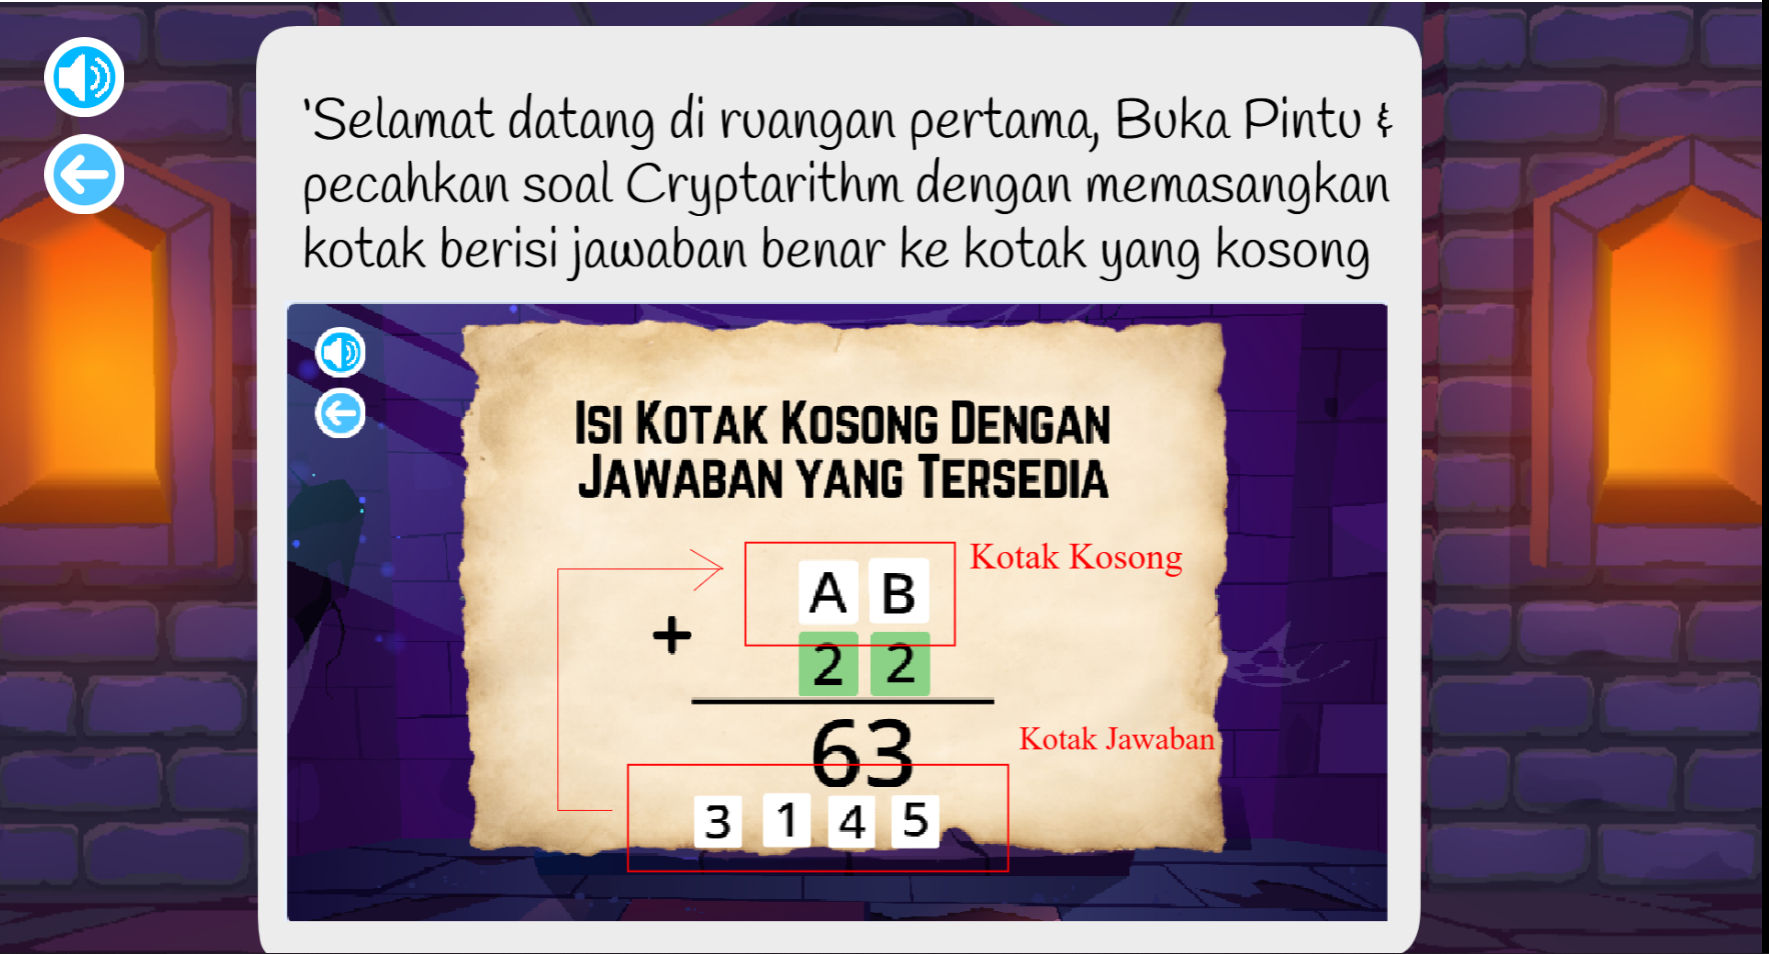 'Selamat datang di ruangan pertama, Buka Pintu &
pecahkan soal Cryptarithm dengan memasangkan
kotak berisi jawaban benar ke kotak yang kosong
ISI KOTAK KOSONG DENGAN
JAWABAN YANG TERSEDIA
Kotak Kosong
A B
+
2 2
63
Kotak Jawaban
3 1 4 5